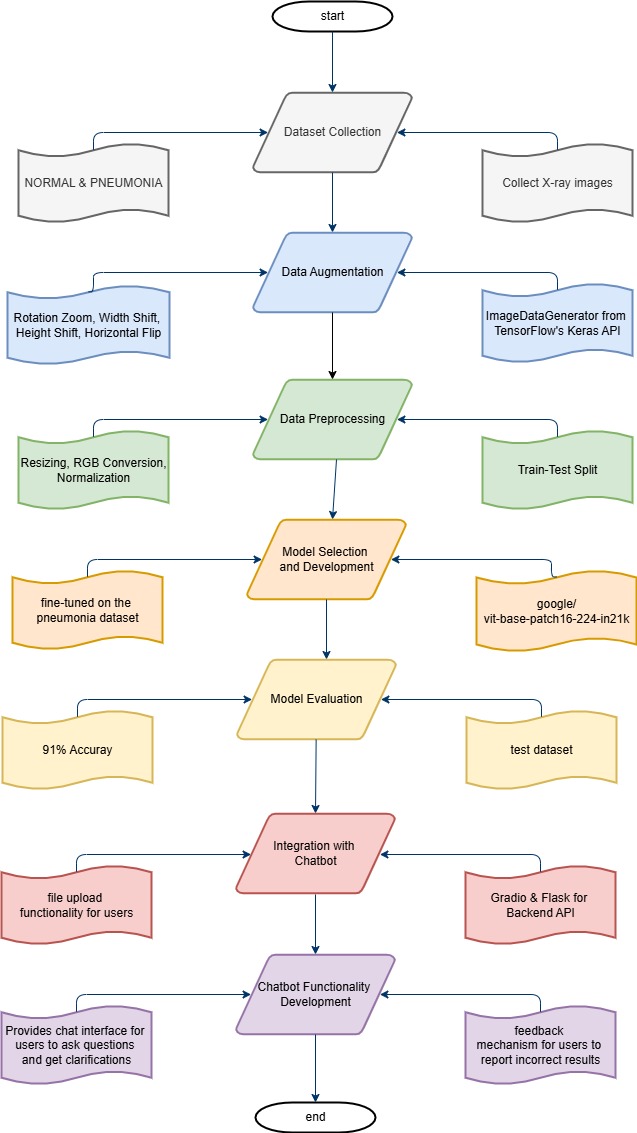 start
Dataset Collection
NORMAL & PNEUMONIA
Collect X-ray images
Data Augmentation
Rotation Zoom, Width Shift,
Height Shift, Horizontal Flip
ImageDataGenerator from
TensorFlow's Keras API
Data Preprocessing
Resizing, RGB Conversion,
Normalization
Train-Test Split
Model Selection
and Development
fine-tuned on the
pneumonia dataset
google/
vit-base-patch16-224-in21k
Model Evaluation
91% Accuray
test dataset
Integration with
Chatbot
file upload
functionality for users
Gradio & Flask for
Backend API
Chatbot Functionality
Development
Provides chat interface for
users to ask questions
and get clarifications
feedback
mechanism for users to
report incorrect results
end